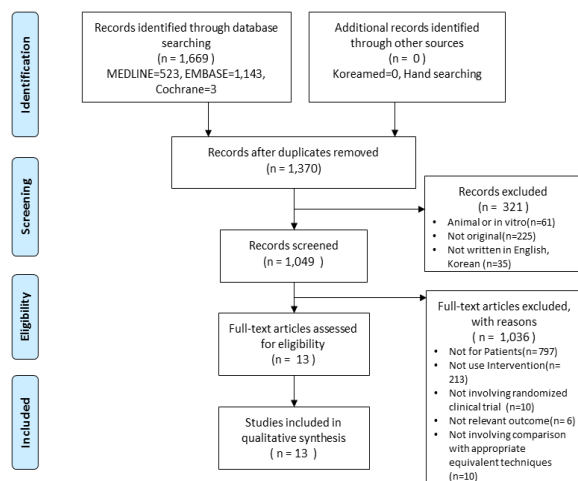 Identification
Records identified through database
searching
(n = 1,669)
MEDLINE=523, EMBASE=1,143,
Cochrane=3
Additional records identified
through other sources
(n = 0 )
Koreamed=0, Hand searching
Records after duplicates removed
(n = 1,370)
Screening
Records excluded
(n = 321 )
• Animal or in vitro(n=61)
• Not original(n=225)
• Not written in English,
Korean (n=35)
Records screened
(n = 1,049 )
Eligibility
Full-text articles assessed
for eligibility
(n = 13 )
Full-text articles excluded,
with reasons
( n = 1,036 )
• Not for Patients(n=797)
• Not use Intervention(n=
213)
• Not involving randomized
clinical trial (n=10)
• Not relevant outcome(n= 6)
• Not involving comparison
with appropriate
equivalent techniques
(n=10)
Included
Studies included in
qualitative synthesis
(n = 13 )